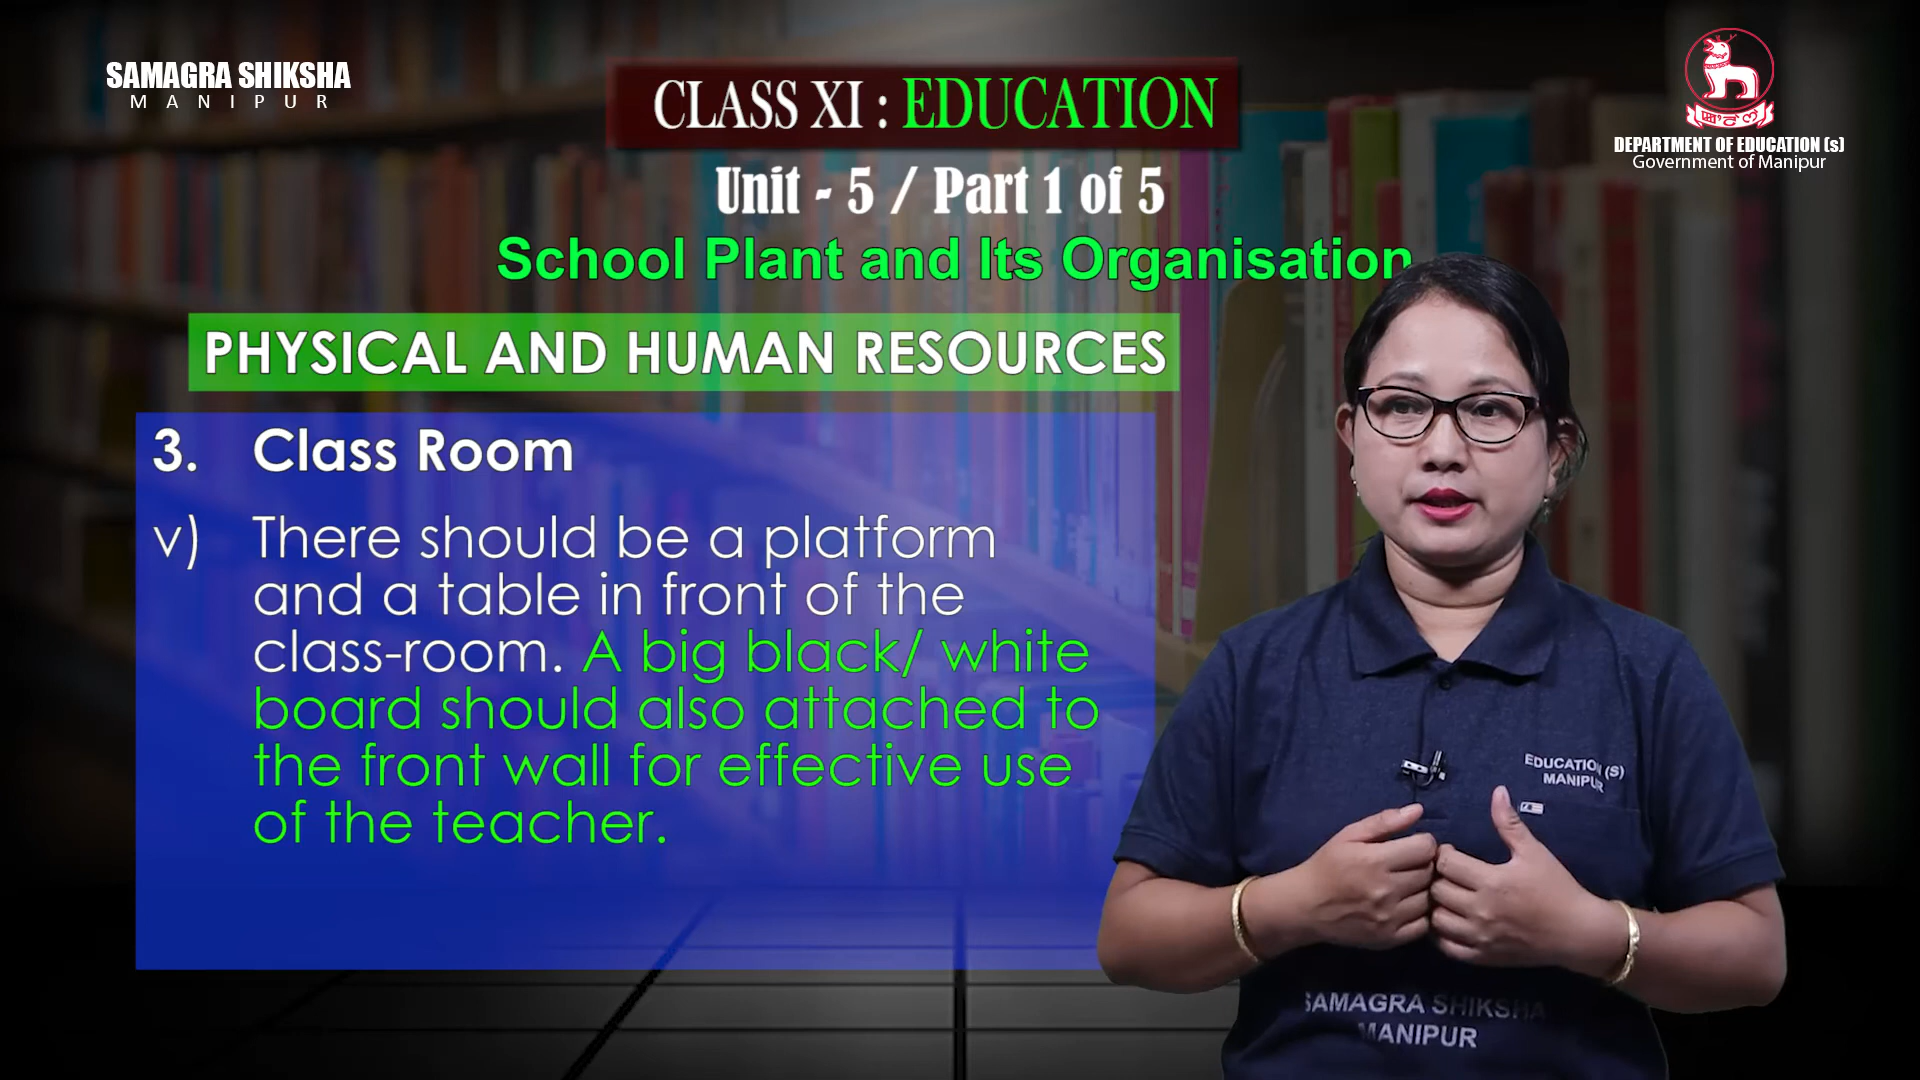 SAMAGRA SHIKSHA
MANIPUR
CLASS XI : EDUCATION
Unit - 5 / Part 1 of 5
School Plant and Its Organisation
DEPARTMENT OF EDUCATION (s)
Government of Manipur
PHYSICAL AND HUMAN RESOURCES
3. Class Room
v) There should be a platform
and a table in front of the
class-room. A big black/ white
board should also attached to
the front wall for effective use
of the teacher.
EDUCATION (S)
MANIPUR
SAMAGRA SHIKSHA
MANIPUR